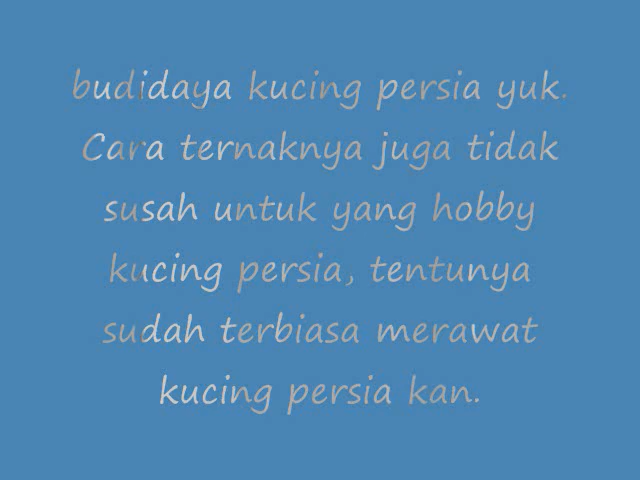 budidaya kucing persia yuk.
Cara ternaknya juga tidak
susah untuk yang hobby
kucing persia, tentunya
sudah terbiasa merawat
kucing persia kan.